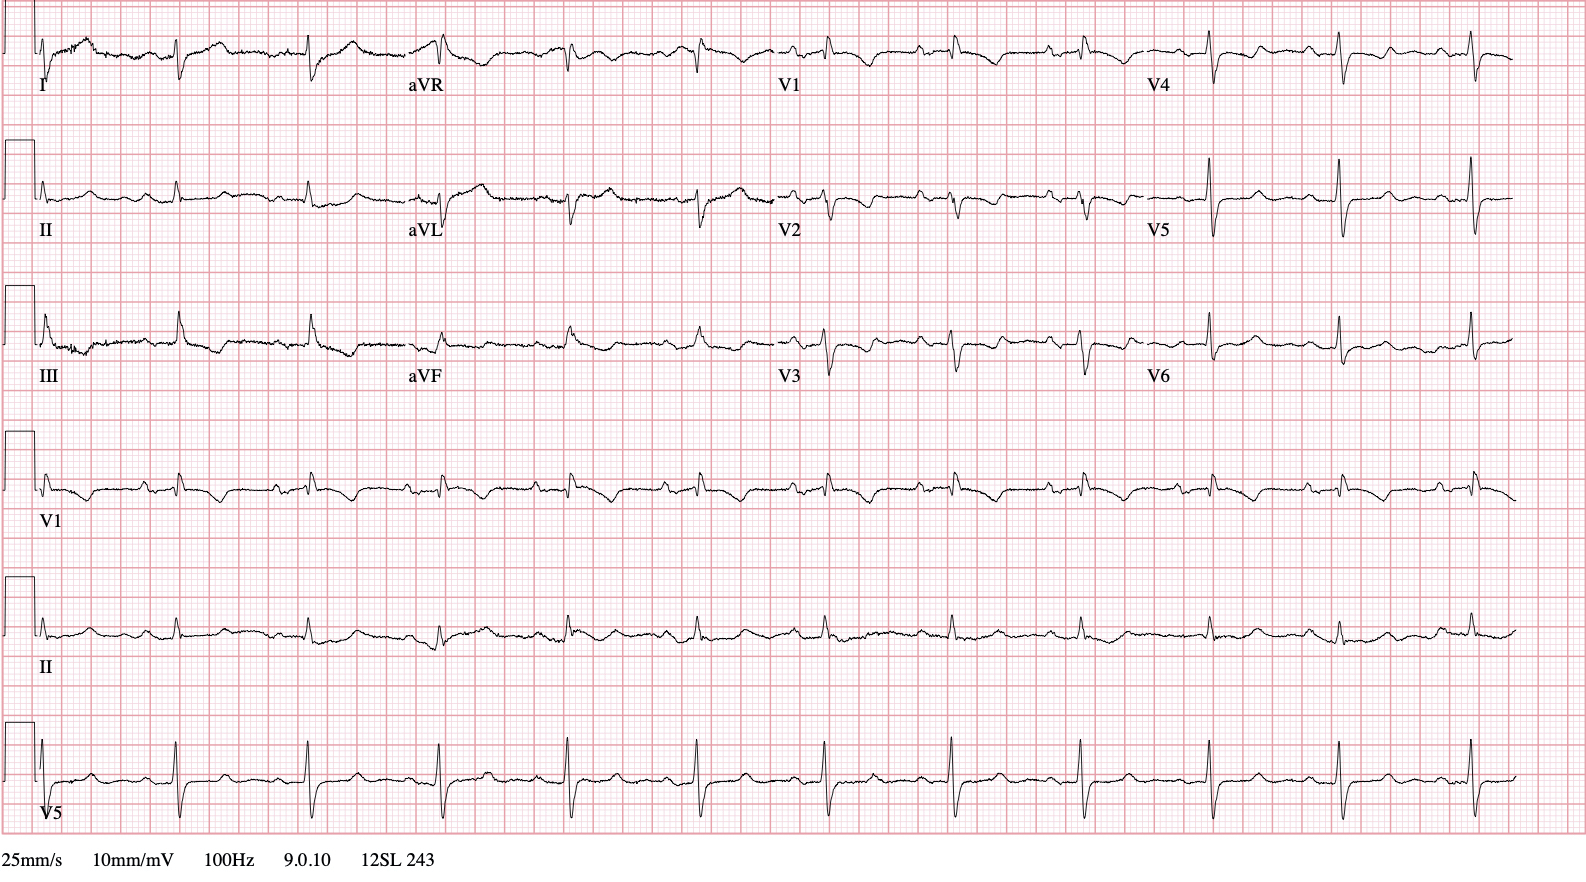 I aVR V1 V4
II aVL V2 V5
III aVF V3 V6
V1
II
V5
25mm/s 10mm/mV 100Hz 9.0.10 12SL 243